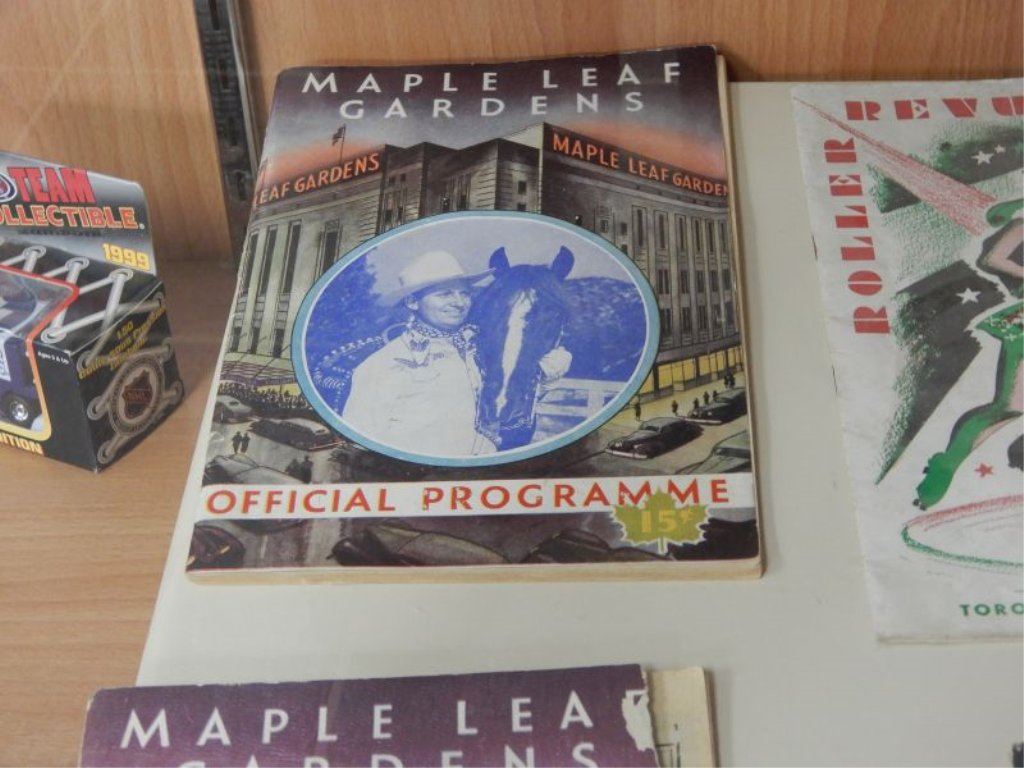 MAPLE LEAF
GARDENS
LEAF GARDENS
MAPLE LEAF GARDEN
OFFICIAL PROGRAMME
15¢
TEAM
COLLECTIBLE
1999
ITION
ROLLER REVU
TORO
MAPLE LEA
GARDENS